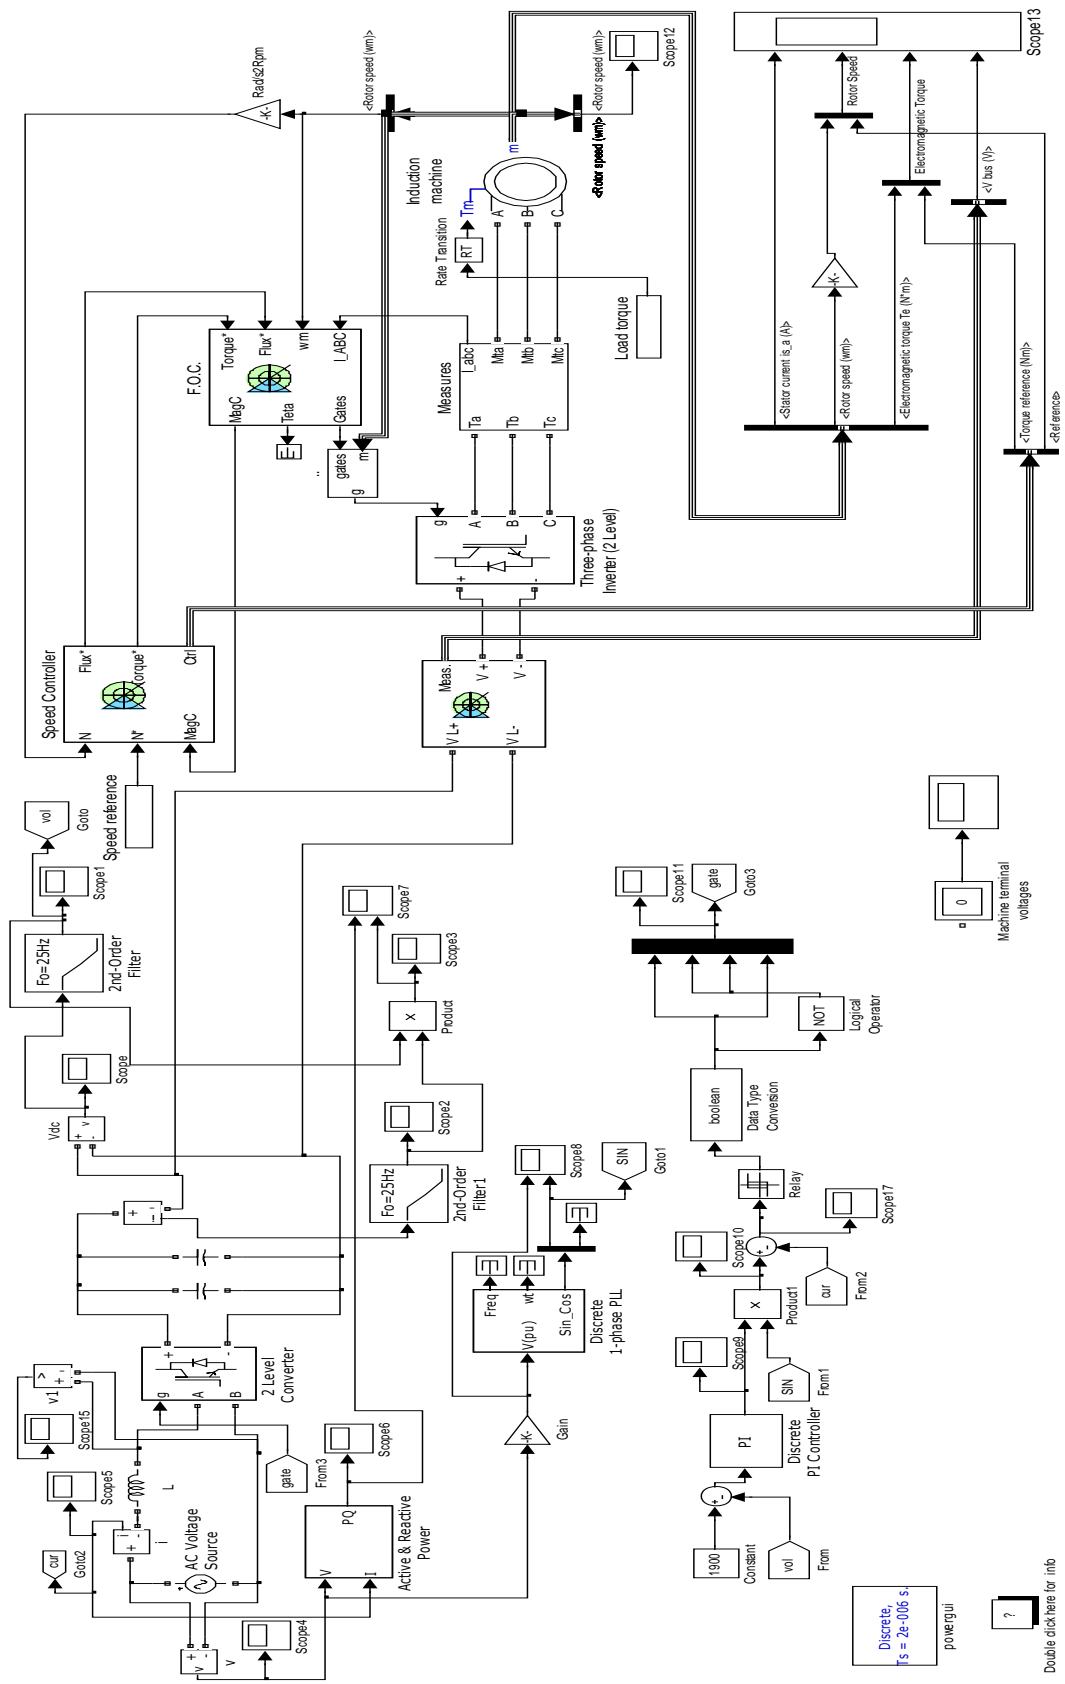 Discrete,
Ts = 2e-006 s.
powergui
?
Double click here for info
v
+
-
v
Scope4
cur
Goto2
AC Voltage
Source
i
+
-
i
Scope5
L
Scope15
v1
+
-
g
A
B
+
-
2 Level
Converter
gate
From3
V
I
PQ
Active & Reactive
Power
Scope6
-K-
Gain
+
-
i
+
-
v
Vdc
Scope
Fo=25Hz
2nd-Order
Filter
Scope1
vol
Goto
Fo=25Hz
2nd-Order
Filter1
Scope2
X
Product
Scope3
Scope7
V(pu)
Freq
wt
Sin_Cos
Discrete
1-phase PLL
Scope8
SIN
Goto1
1900
Constant
vol
From
+
-
PI
Discrete
PI Controller
Scope9
SIN
From1
X
Product1
Scope10
cur
From2
+
-
Relay
Scope17
boolean
Data Type
Conversion
NOT
Logical
Operator
Scope11
gate
Goto3
0
Machine terminal
voltages
Speed reference
Speed Controller
N
N*
MagC
Flux*
Torque*
Ctrl
V L+
V L-
Meas.
V +
V -
g
+
-
A
B
C
Three-phase
Inverter (2 Level)
gates
m
g
F.O.C.
MagC
Teta
Gates
Torque*
Flux*
wm
I_ABC
Measures
Ta
Tb
Tc
I_abc
Mta
Mtb
Mtc
Load torque
Rate Transition
RT
Induction
machine
Tm
m
A
B
C
-K-
Rad/s2Rpm
<Rotor speed (wm)>
<Rotor speed (wm)>
<Rotor speed (wm)>
Scope12
<Stator current is_a (A)>
<Rotor speed (wm)>
<Electromagnetic torque Te (N*m)>
<Torque reference (Nm)>
<Reference>
-K-
Rotor Speed
Electromagnetic Torque
<V bus (V)>
Scope13